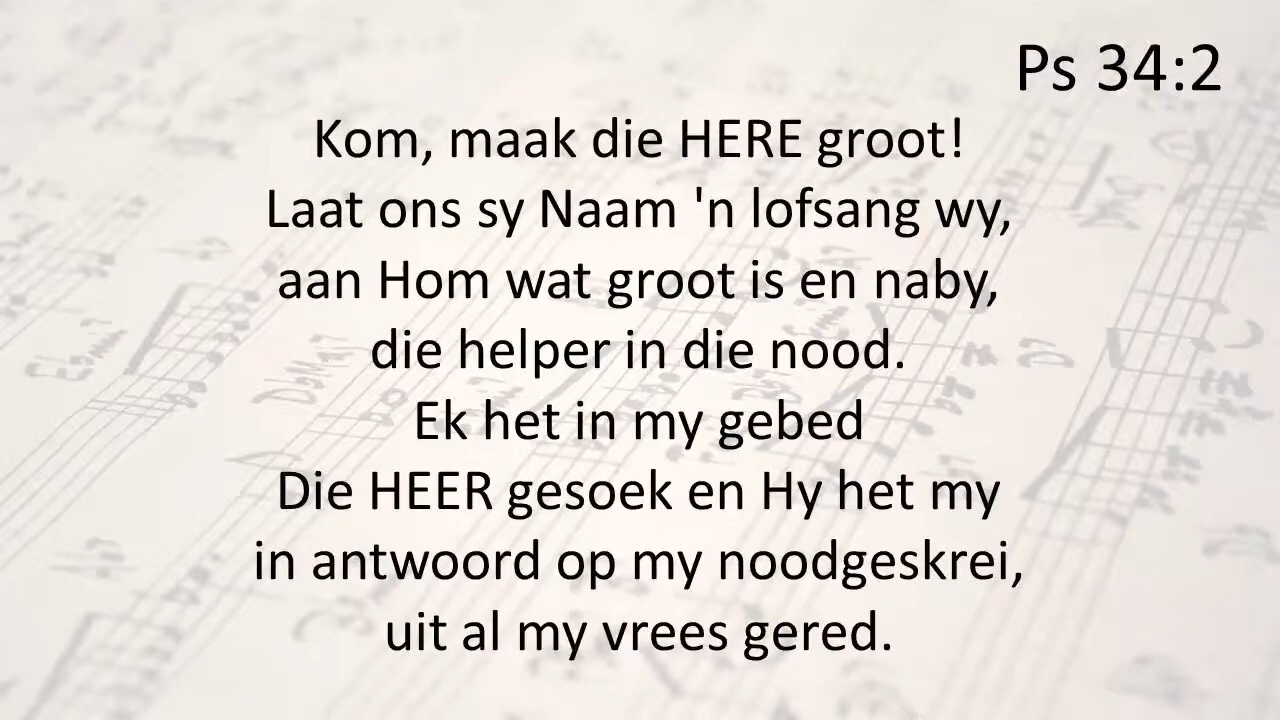 Ps 34:2
Kom, maak die HERE groot!
Laat ons sy Naam 'n lofsang wy,
aan Hom wat groot is en naby,
die helper in die nood.
Ek het in my gebed
Die HEER gesoek en Hy het my
in antwoord op my noodgeskrei,
uit al my vrees gered.